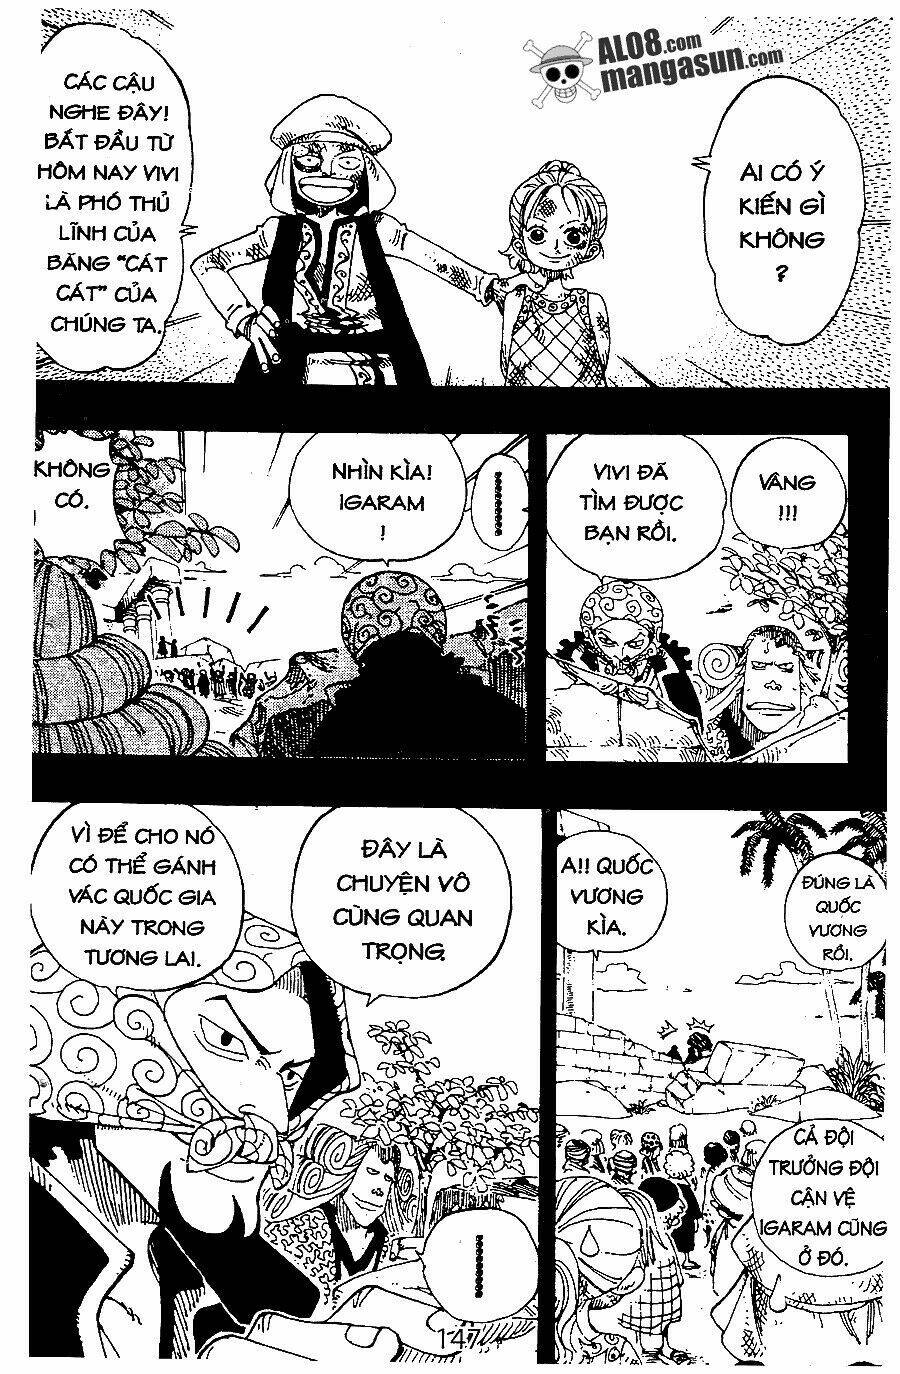 AL08.com
mangasun.com
AI CÓ Ý
KIẾN GÌ
KHÔNG
?
CÁC CẬU
NGHE ĐÂY!
BẮT ĐẦU TỪ
HÔM NAY VIVI
LÀ PHÓ THỦ
LĨNH CỦA
BĂNG “CÁT
CÁT” CỦA
CHÚNG TA.
VÂNG
!!!
VIVI ĐÃ
TÌM ĐƯỢC
BẠN RỒI.
NHÌN KÌA!
IGARAM
!
KHÔNG
CÓ.
ĐÚNG LÀ
QUỐC
VƯƠNG
RỒI.
A!! QUỐC
VƯƠNG
KÌA.
CẢ ĐỘI
TRƯỞNG ĐỘI
CẬN VỆ
IGARAM CŨNG
Ở ĐÓ.
ĐÂY LÀ
CHUYỆN VÔ
CÙNG QUAN
TRỌNG.
VÌ ĐỂ CHO NÓ
CÓ THỂ GÁNH
VÁC QUỐC GIA
NÀY TRONG
TƯƠNG LAI.
147